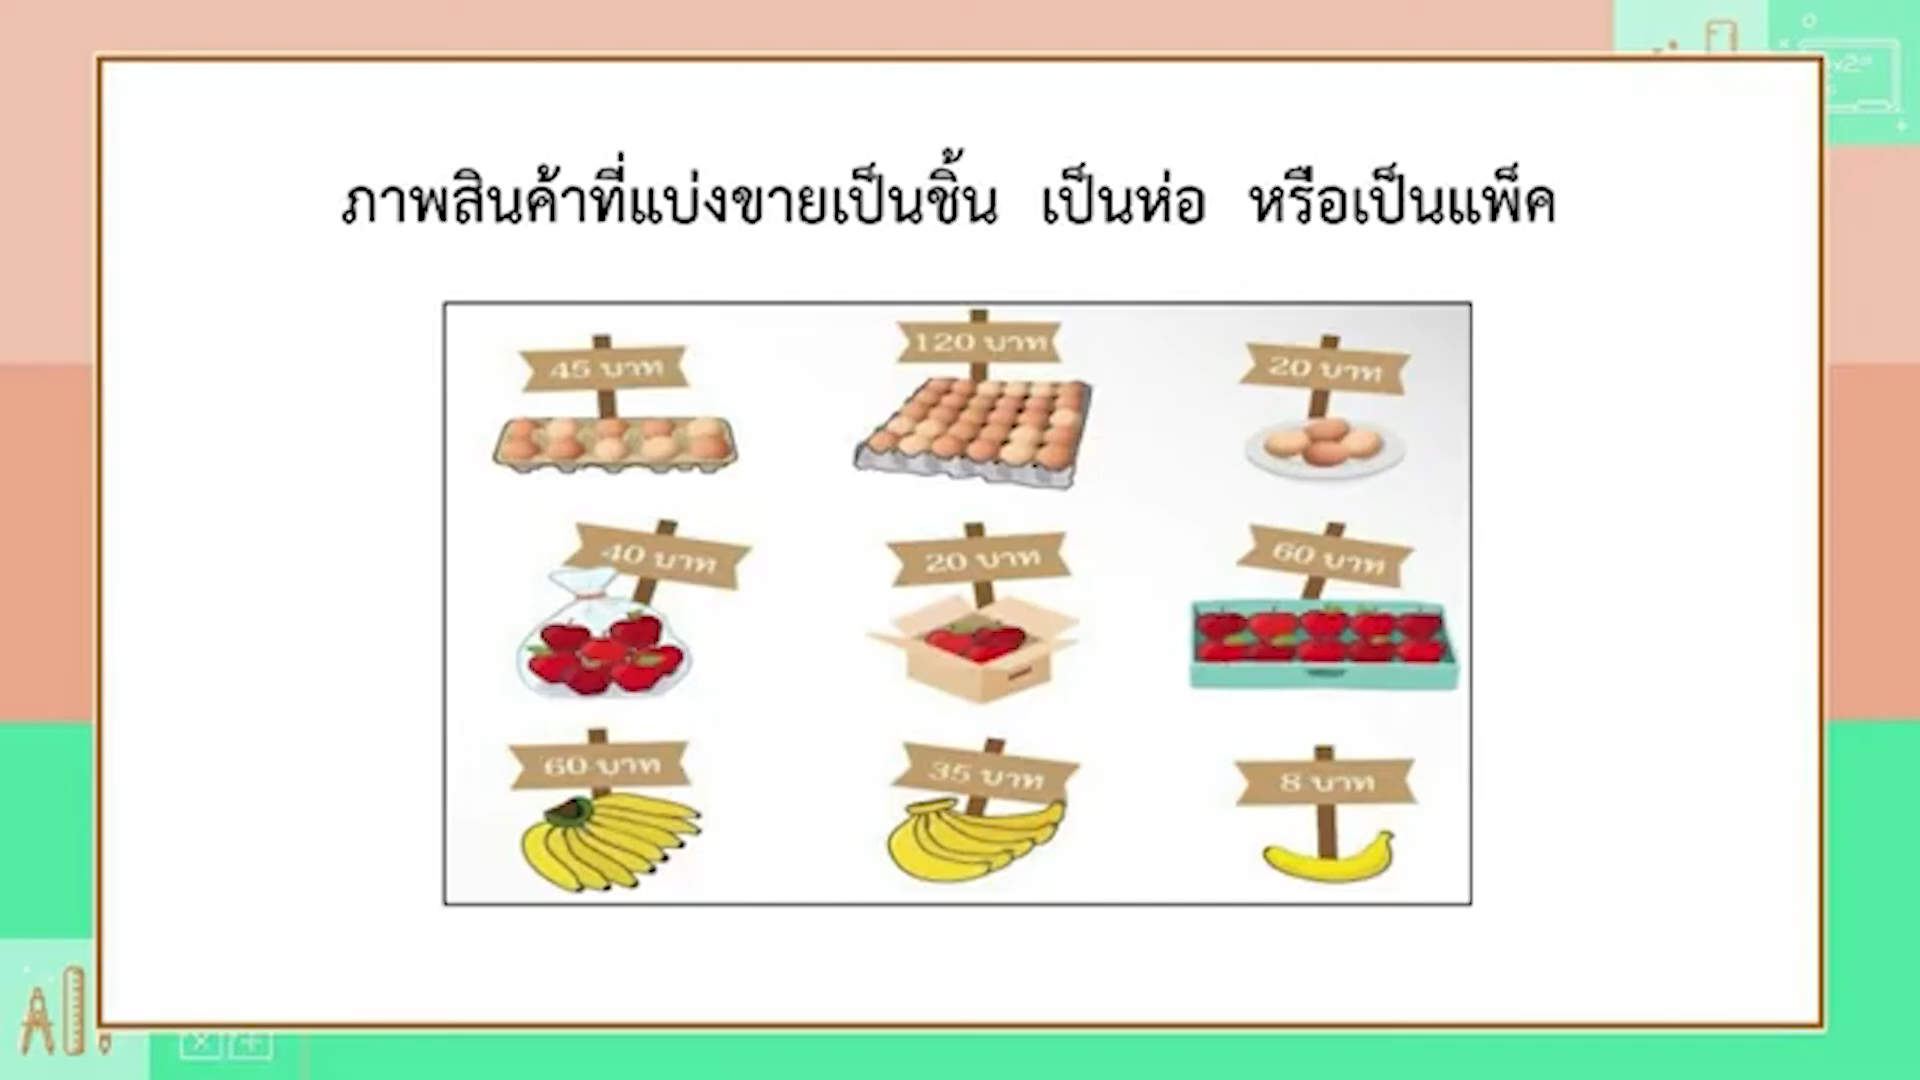 ภาพสินค้าที่แบ่งขายเป็นชิ้น เป็นห่อ หรือเป็นแพ็ค
45 บาท
120 บาท
20 บาท
40 บาท
20 บาท
60 บาท
60 บาท
35 บาท
8 บาท